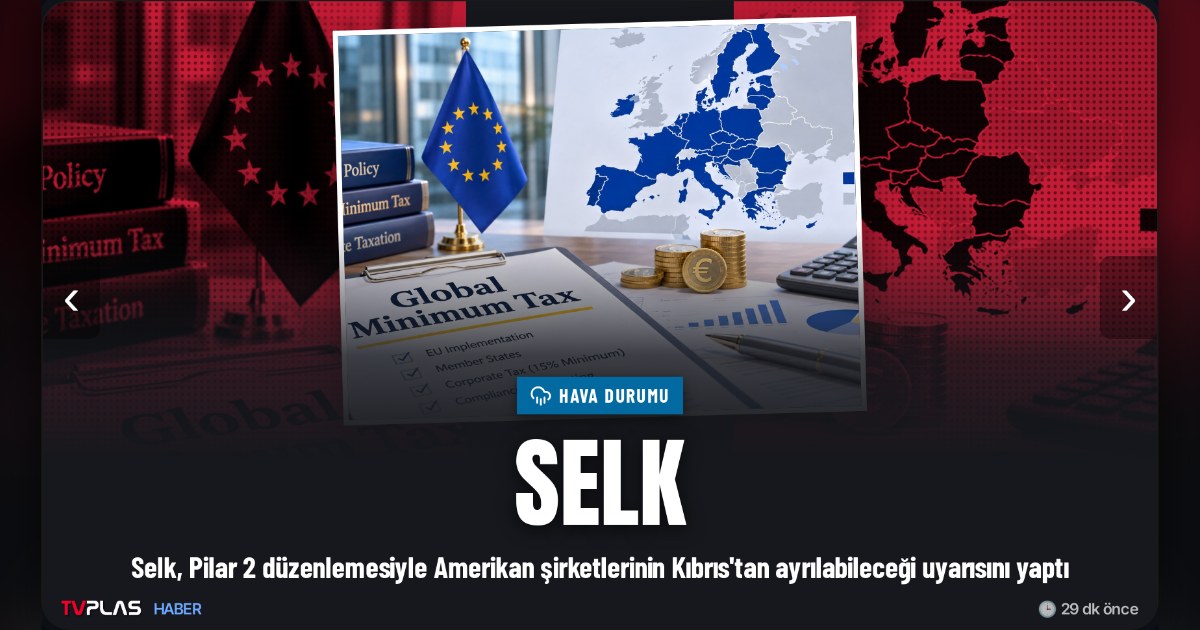 Policy
Minimum Tax
Taxation
Policy
inimum Tax
e Taxation
Global
Minimum Tax
EU Implementation
Member States
Corporate Tax (15% Minimum)
€
HAVA DURUMU
SELK
Selk, Pilar 2 düzenlemesiyle Amerikan şirketlerinin Kıbrıs'tan ayrılabileceği uyarısını yaptı
TVPLAS HABER
29 dk önce